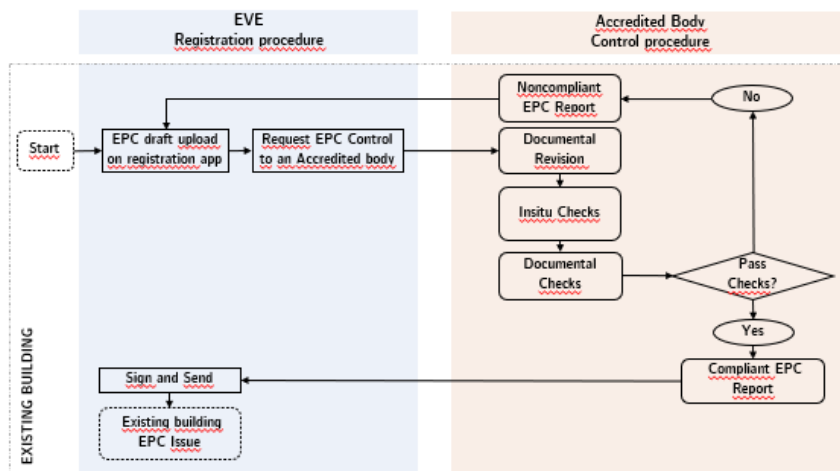 EVE
Registration procedure
Accredited Body
Control procedure
Noncompliant
EPC Report
No
Start
EPC draft upload
on registration app
Request EPC Control
to an Accredited body
Documental
Revision
Insitu Checks
Documental
Checks
Pass
Checks?
Yes
Compliant EPC
Report
Sign and Send
Existing building
EPC Issue
EXISTING BUILDING